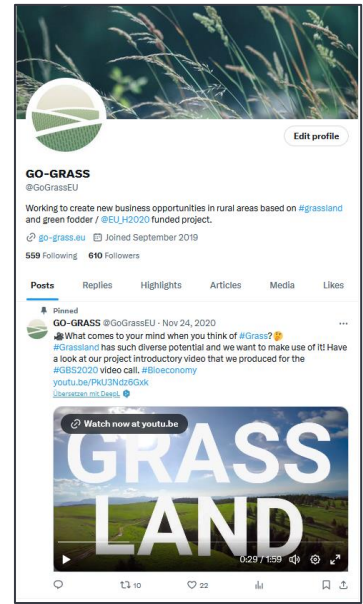 Edit profile
GO-GRASS
@GoGrassEU
Working to create new business opportunities in rural areas based on #grassland
and green fodder / @EU_H2020 funded project.
go-grass.eu Joined September 2019
559 Following 610 Followers
Posts Replies Highlights Articles Media Likes
Pinned
GO-GRASS @GoGrassEU · Nov 24, 2020
What comes to your mind when you think of #Grass?
#Grassland has such diverse potential and we want to make use of it! Have
a look at our project introductory video that we produced for the
#GBS2020 video call. #Bioeconomy
youtu.be/PkU3Ndz6Gxk
Übersetzen mit DeepL
Watch now at youtu.be
GRASS
LAND
0:29 / 1:59
10 22